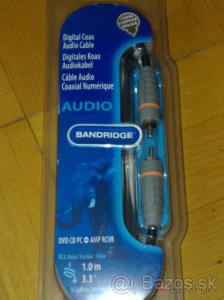 Digital Coax
Audio Cable
Digitales Koax
Audiokabel
Câble Audio
Coaxial Numérique
AUDIO
BANDRIDGE
DVD CD PC AMP RCVR
1.0 m
3.3'
Bazos.sk